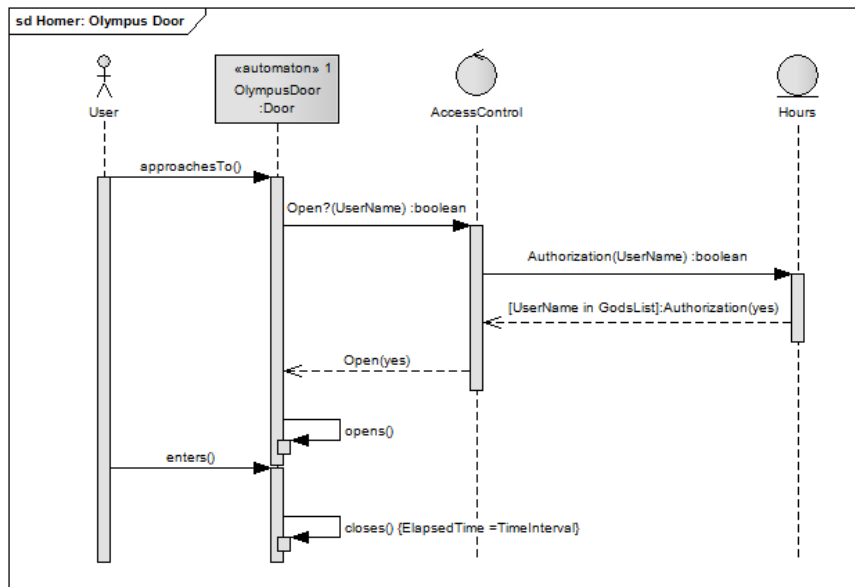 sd Homer: Olympus Door
«automaton» 1
OlympusDoor
:Door
User
AccessControl
Hours
approachesTo()
Open?(UserName) :boolean
Authorization(UserName) :boolean
[UserName in GodsList]:Authorization(yes)
Open(yes)
opens()
enters()
closes() {ElapsedTime =TimeInterval}